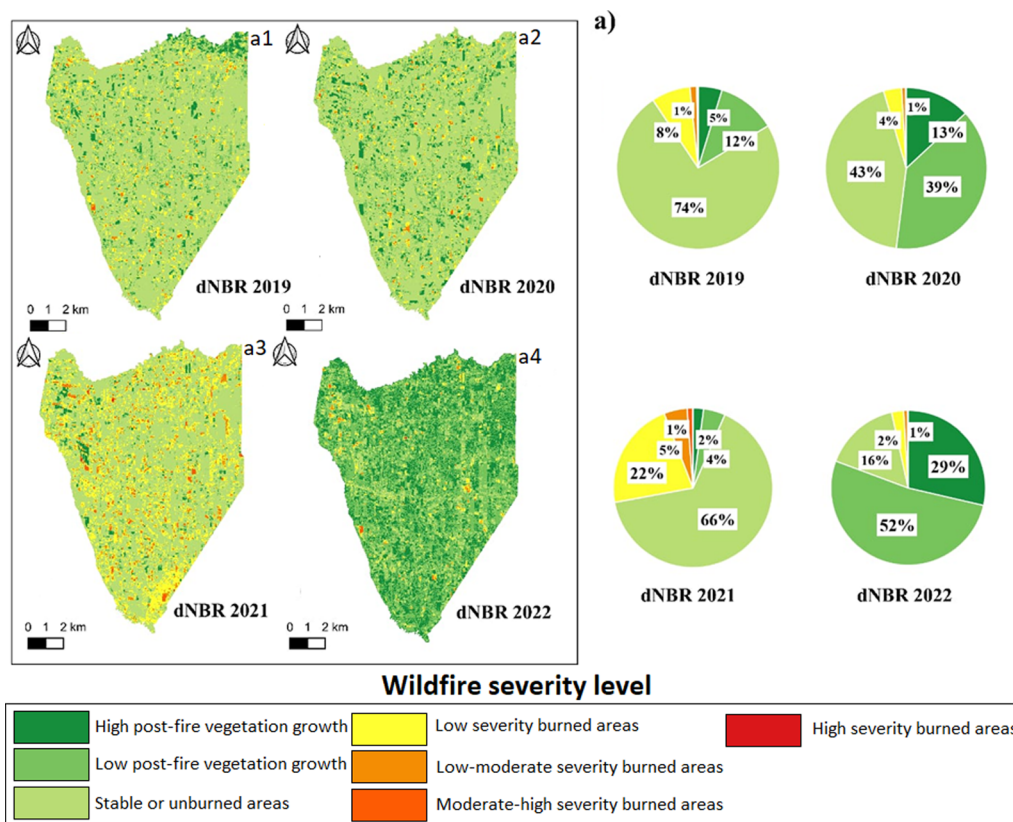 a)
a1
a2
dNBR 2019
dNBR 2020
0 1 2 km
0 1 2 km
a3
a4
dNBR 2021
dNBR 2022
0 1 2 km
0 1 2 km
1%
5%
8%
12%
74%
dNBR 2019
1%
4%
13%
43%
39%
dNBR 2020
1%
2%
5%
4%
22%
66%
dNBR 2021
1%
2%
29%
16%
52%
dNBR 2022
Wildfire severity level
High post-fire vegetation growth
Low post-fire vegetation growth
Stable or unburned areas
Low severity burned areas
Low-moderate severity burned areas
Moderate-high severity burned areas
High severity burned areas